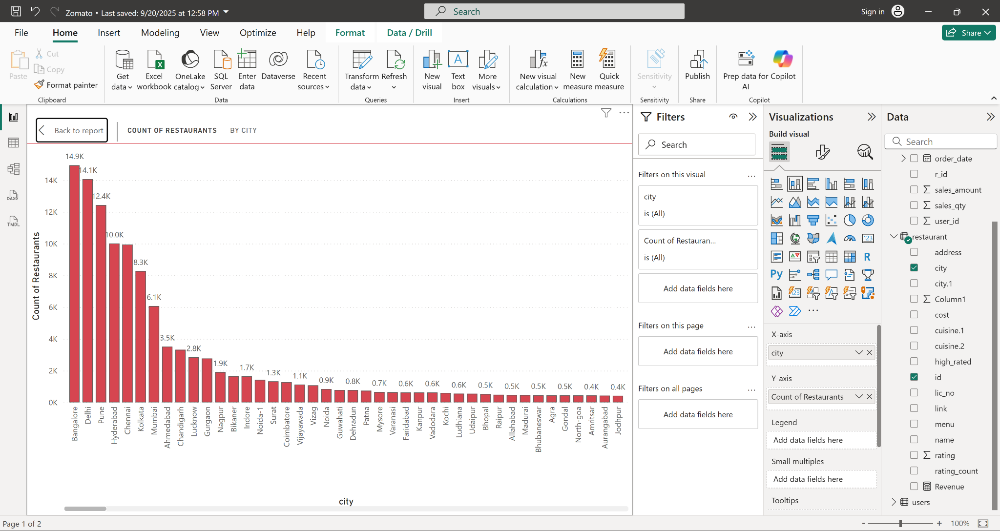 Zomato • Last saved: 9/20/2025 at 12:58 PM
Search
Sign in
File
Home
Insert
Modeling
View
Optimize
Help
Format
Data / Drill
Share
Paste
Cut
Copy
Format painter
Clipboard
Get data
Excel workbook
OneLake catalog
SQL Server
Enter data
Dataverse
Recent sources
Data
Transform data
Refresh
Queries
New visual
Text box
More visuals
Insert
New visual calculation
New measure
Quick measure
Calculations
Sensitivity
Sensitivity
Publish
Share
Prep data for AI
Copilot
Copilot
DAX
TMDL
Back to report
COUNT OF RESTAURANTS
BY CITY
Count of Restaurants
14K
12K
10K
8K
6K
4K
2K
0K
14.9K
14.1K
12.4K
10.0K
8.3K
6.1K
3.5K
2.8K
1.9K
1.7K
1.3K
1.1K
0.9K
0.8K
0.7K
0.6K
0.6K
0.6K
0.5K
0.5K
0.5K
0.5K
0.4K
0.4K
Bangalore
Delhi
Pune
Hyderabad
Chennai
Kolkata
Mumbai
Ahmedabad
Chandigarh
Lucknow
Gurgaon
Nagpur
Bikaner
Indore
Noida-1
Surat
Coimbatore
Vijayawada
Vizag
Noida
Guwahati
Dehradun
Patna
Mysore
Varanasi
Faridabad
Kanpur
Vadodara
Kochi
Ludhiana
Udaipur
Bhopal
Raipur
Allahabad
Madurai
Bhubaneswar
Agra
Gondal
North-goa
Amritsar
Aurangabad
Jodhpur
city
Filters
Search
Filters on this visual
city
is (All)
Count of Restauran...
is (All)
Add data fields here
Filters on this page
Add data fields here
Filters on all pages
Add data fields here
Visualizations
Build visual
123
R
Py
123
X-axis
city
Y-axis
Count of Restaurants
Legend
Add data fields here
Small multiples
Add data fields here
Tooltips
Data
Search
order_date
r_id
sales_amount
sales_qty
user_id
restaurant
address
city
city.1
Column1
cost
cuisine.1
cuisine.2
high_rated
id
lic_no
link
menu
name
rating
rating_count
Revenue
users
Page 1 of 2
- + 100%